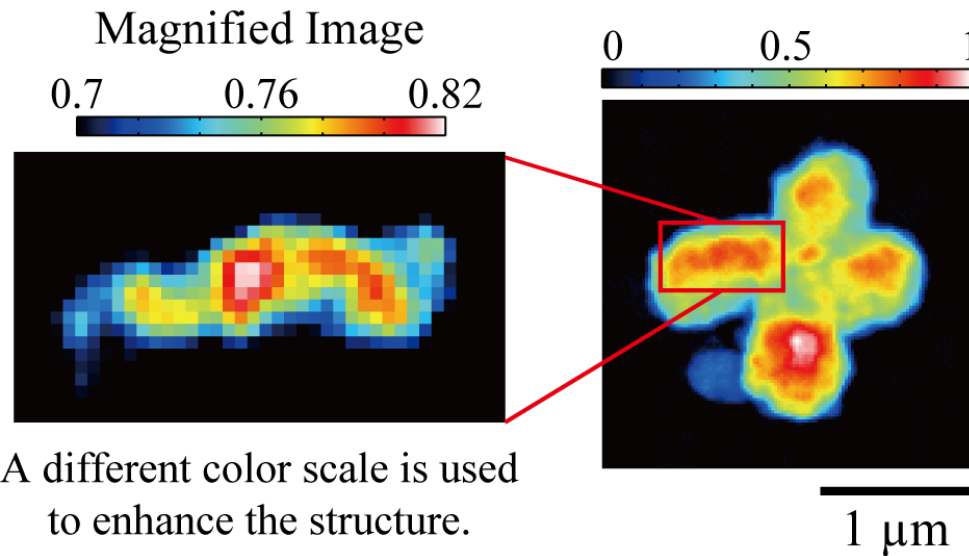 Magnified Image
0.7 0.76 0.82
0 0.5 1
A different color scale is used
to enhance the structure.
1 μm